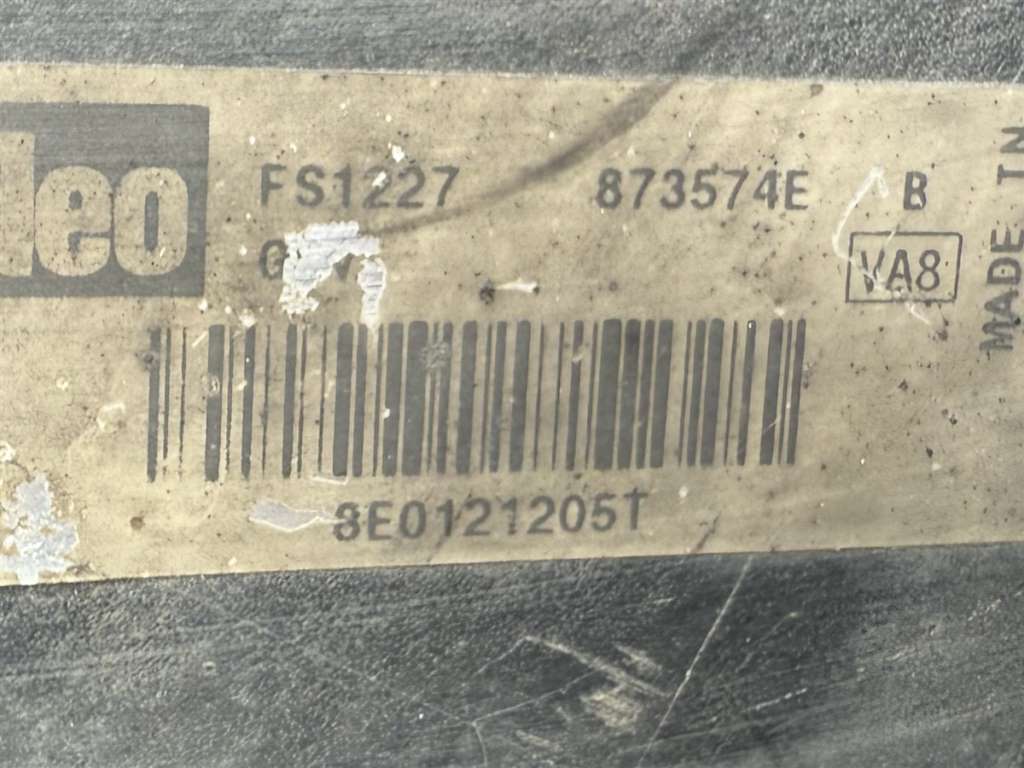 leo
FS1227 873574E B
VA8
MADE IN
8E0121205T